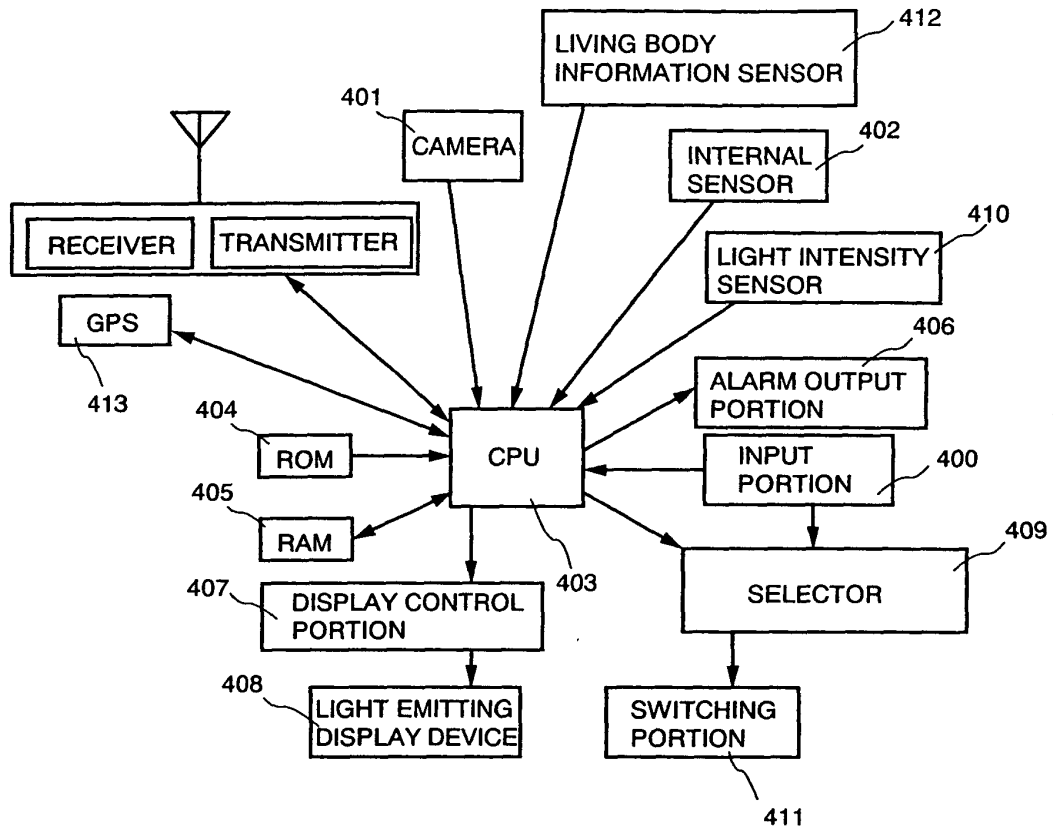 412
LIVING BODY
INFORMATION SENSOR
401
CAMERA
402
INTERNAL
SENSOR
RECEIVER
TRANSMITTER
410
LIGHT INTENSITY
SENSOR
GPS
413
406
ALARM OUTPUT
PORTION
404
ROM
CPU
403
INPUT
PORTION
400
405
RAM
409
SELECTOR
407
DISPLAY CONTROL
PORTION
408
LIGHT EMITTING
DISPLAY DEVICE
SWITCHING
PORTION
411